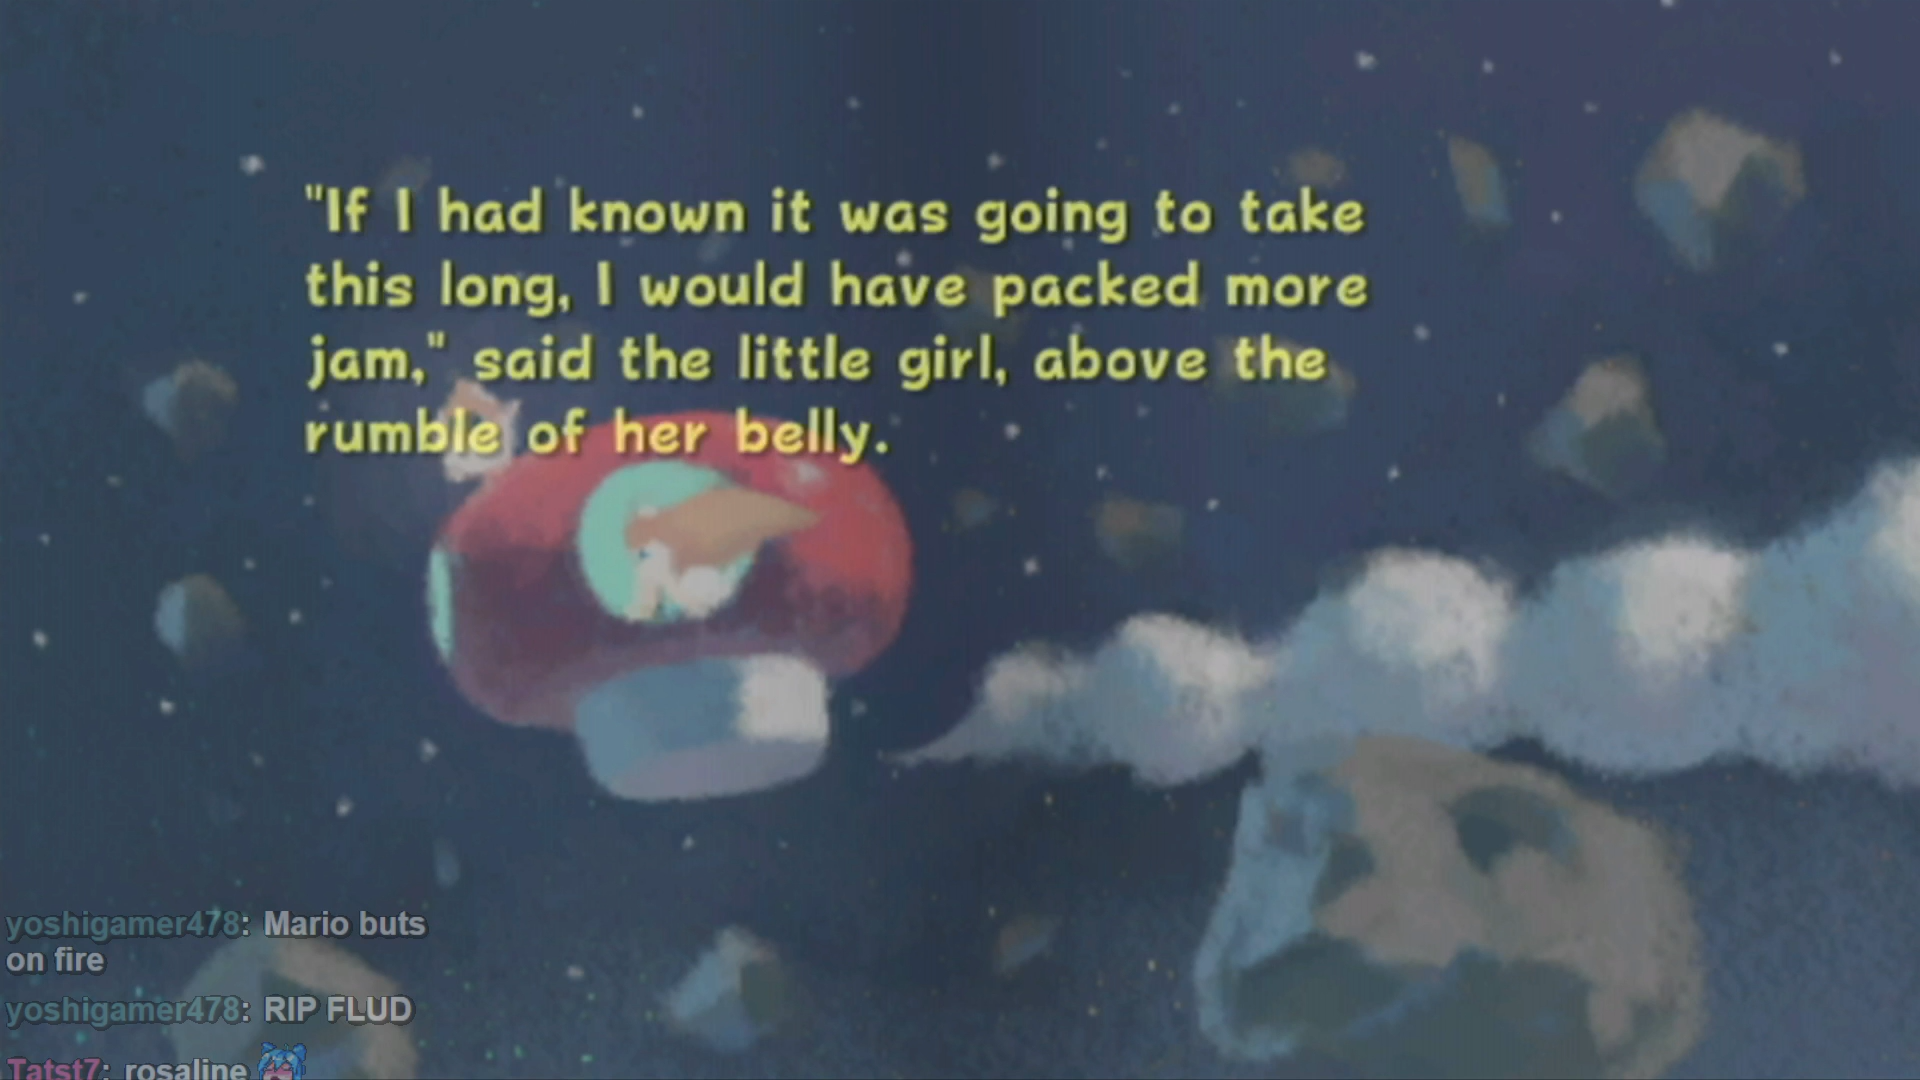 "If I had known it was going to take
this long, I would have packed more
jam," said the little girl, above the
rumble of her belly.
yoshigamer478: Mario buts
on fire
yoshigamer478: RIP FLUD
Tatst7: rosaline